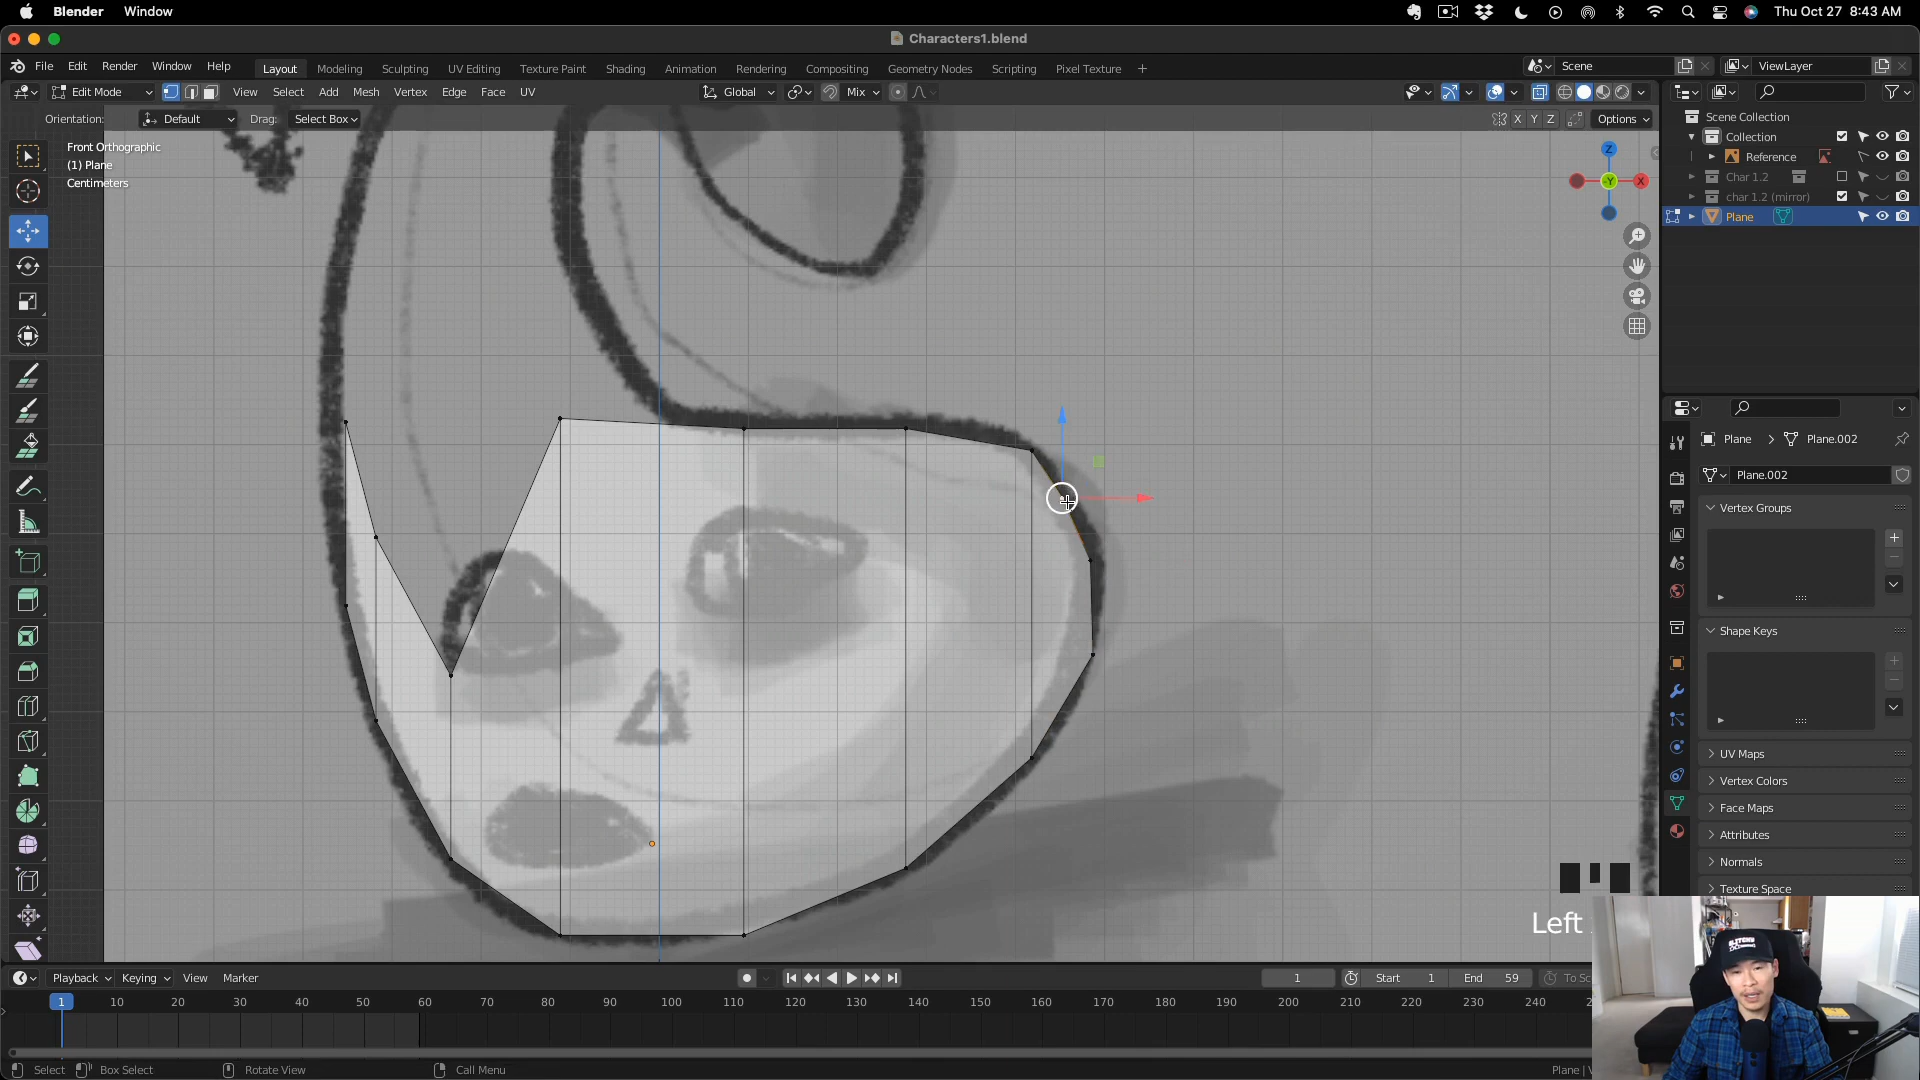 Blender Window Thu Oct 27 8:43 AM
Characters1.blend
File Edit Render Window Help Layout Modeling Sculpting UV Editing Texture Paint Shading Animation Rendering Compositing Geometry Nodes Scripting Pixel Texture + Scene ViewLayer
Edit Mode View Select Add Mesh Vertex Edge Face UV Global Mix
Orientation: Default Drag: Select Box X Y Z Options
Scene Collection
Collection
Reference
Char 1.2
char 1.2 (mirror)
Plane
Front Orthographic
(1) Plane
Centimeters
Z
-Y X
Plane > Plane.002
Plane.002
Vertex Groups
Shape Keys
UV Maps
Vertex Colors
Face Maps
Attributes
Normals
Texture Space
Left
Playback Keying View Marker 1 Start 1 End 59
1 10 20 30 40 50 60 70 80 90 100 110 120 130 140 150 160 170 180 190 200 210 220 230
Select Box Select Rotate View Call Menu Plane